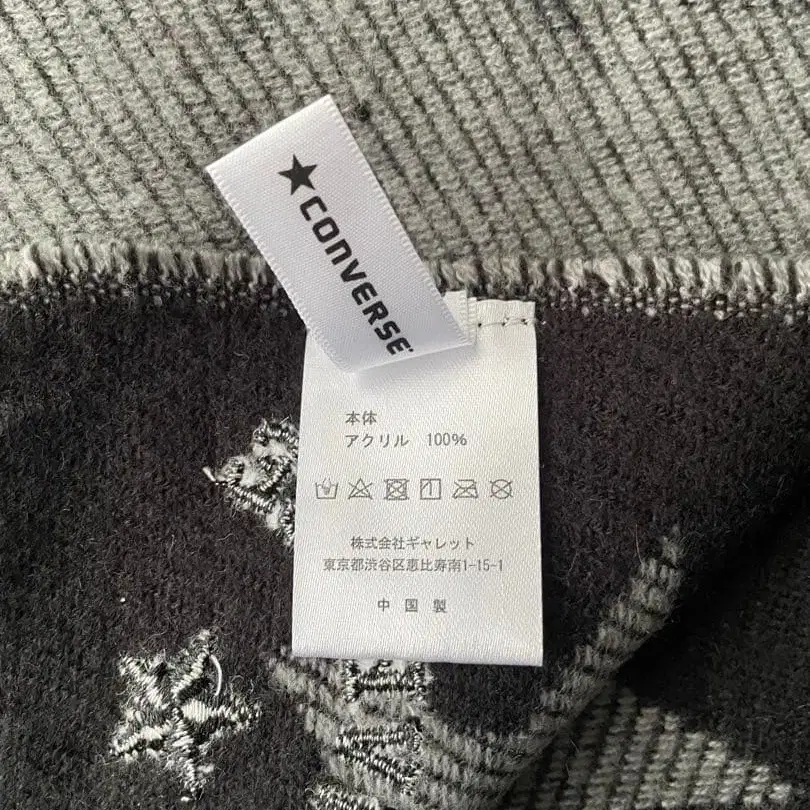 ★CONVERSE
本体
アクリル 100%
株式会社ギャレット
東京都渋谷区恵比寿南1-15-1
中国製